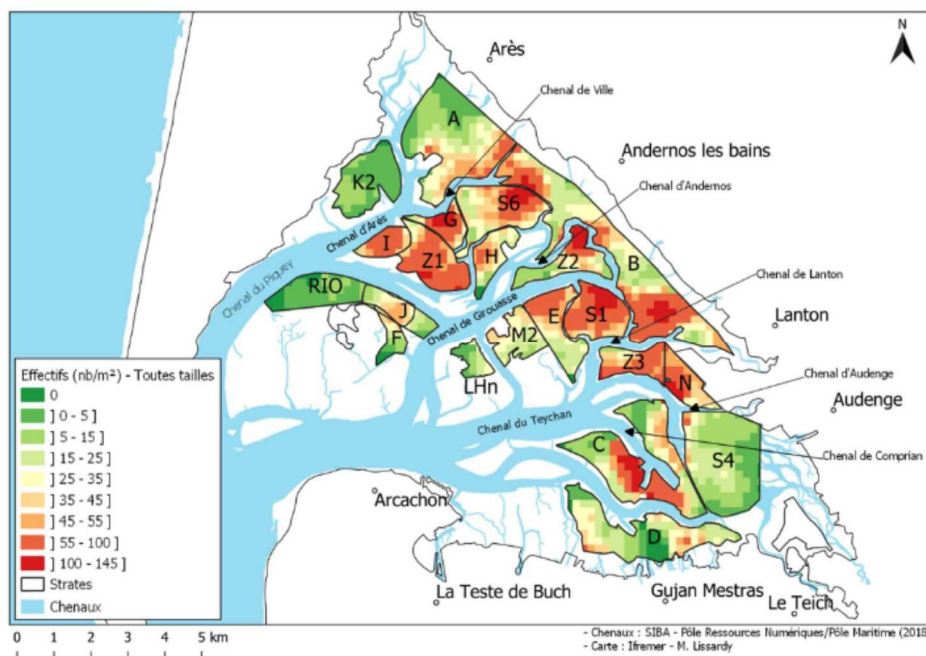 N
Arès
Chenal de Ville
A
Andernos les bains
K2
Chenal d'Andernos
S6
G
Chenal d'Arès
I
H
Z1
Z2
B
Chenal de Lanton
Chenal du Piquey
RIO
J
Chenal de Girouasse
E
S1
Lanton
F
M2
Z3
Chenal d'Audenge
LHn
N
Audenge
Chenal du Teychan
C
S4
Chenal de Comprian
Arcachon
D
La Teste de Buch
Gujan Mestras
Le Teich
Effectifs (nb/m²) - Toutes tailles
0
] 0 - 5 ]
] 5 - 15 ]
] 15 - 25 ]
] 25 - 35 ]
] 35 - 45 ]
] 45 - 55 ]
] 55 - 100 ]
] 100 - 145 ]
Strates
Chenaux
0 1 2 3 4 5 km
- Chenaux : SIBA - Pôle Ressources Numériques/Pôle Maritime (2018
- Carte : Ifremer - M. Lissardy